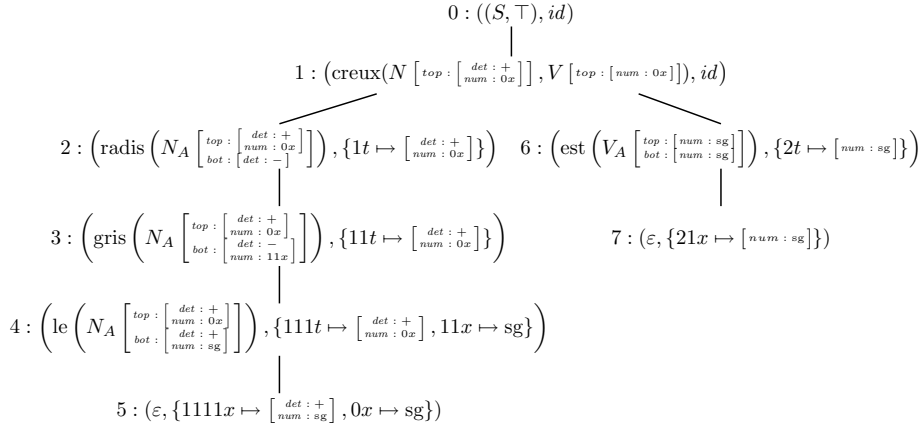 0 : ((S, ⊤), id)
1 : (creux(N [top : [det : + num : 0x]], V [top : [num : 0x]]), id)
2 : (radis (N_A [top : [det : + num : 0x] bot : [det : −]]), {1t ↦ [det : + num : 0x]})
6 : (est (V_A [top : [num : sg] bot : [num : sg]]), {2t ↦ [num : sg]})
3 : (gris (N_A [top : [det : + num : 0x] bot : [det : − num : 11x]]), {11t ↦ [det : + num : 0x]})
7 : (ε, {21x ↦ [num : sg]})
4 : (le (N_A [top : [det : + num : 0x] bot : [det : + num : sg]]), {111t ↦ [det : + num : 0x], 11x ↦ sg})
5 : (ε, {1111x ↦ [det : + num : sg], 0x ↦ sg})